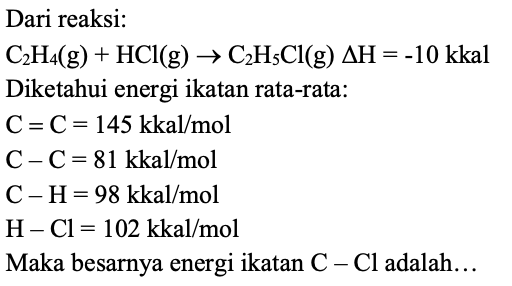 Dari reaksi:
C₂H₄(g) + HCl(g) → C₂H₅Cl(g) ΔH = -10 kkal
Diketahui energi ikatan rata-rata:
C = C = 145 kkal/mol
C – C = 81 kkal/mol
C – H = 98 kkal/mol
H – Cl = 102 kkal/mol
Maka besarnya energi ikatan C – Cl adalah…